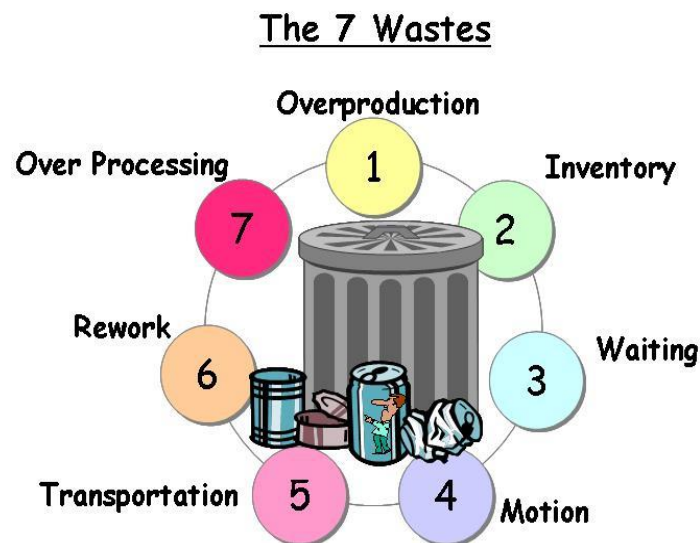 The 7 Wastes
Overproduction
1
Inventory
2
Waiting
3
Motion
4
Transportation
5
Rework
6
Over Processing
7